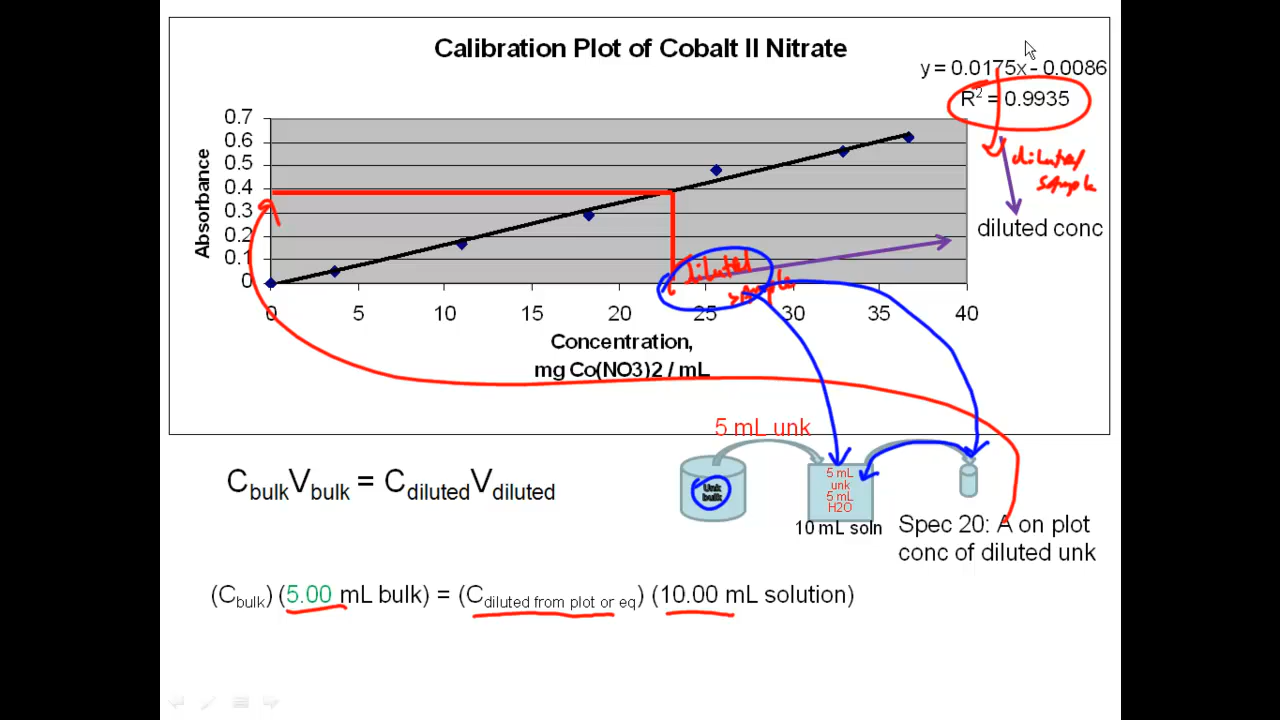 Calibration Plot of Cobalt II Nitrate
y = 0.0175x - 0.0086
R² = 0.9935
diluted
sample
diluted conc
0.7
0.6
0.5
0.4
0.3
0.2
0.1
0
Absorbance
diluted
sample
0 5 10 15 20 25 30 35 40
Concentration,
mg Co(NO3)2 / mL
5 mL unk
CbulkVbulk = CdilutedVdiluted
Unk
bulk
5 mL
unk
5 mL
H2O
10 mL soln
Spec 20: A on plot
conc of diluted unk
(Cbulk) (5.00 mL bulk) = (Cdiluted from plot or eq) (10.00 mL solution)